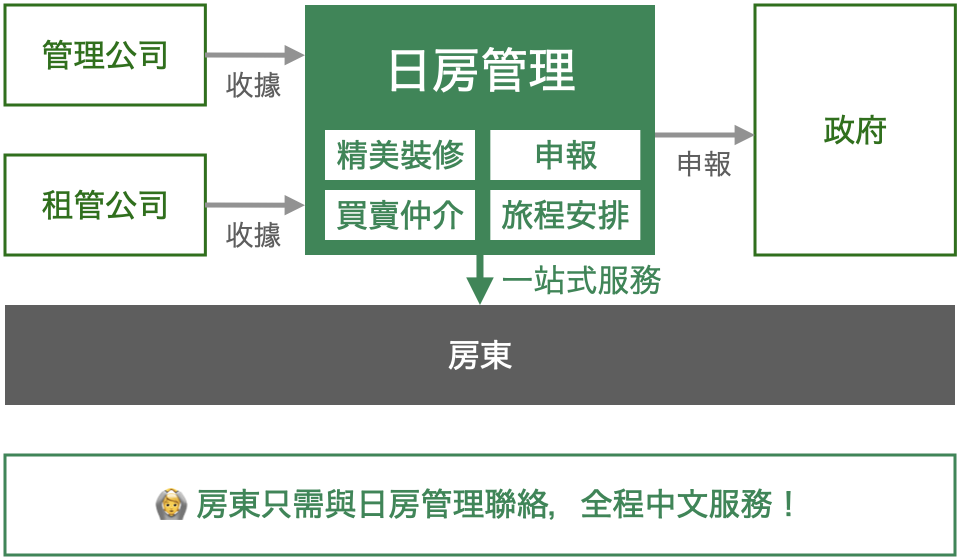 管理公司
收據
租管公司
收據
日房管理
精美裝修
申報
買賣仲介
旅程安排
申報
政府
一站式服務
房東
房東只需與日房管理聯絡，全程中文服務！